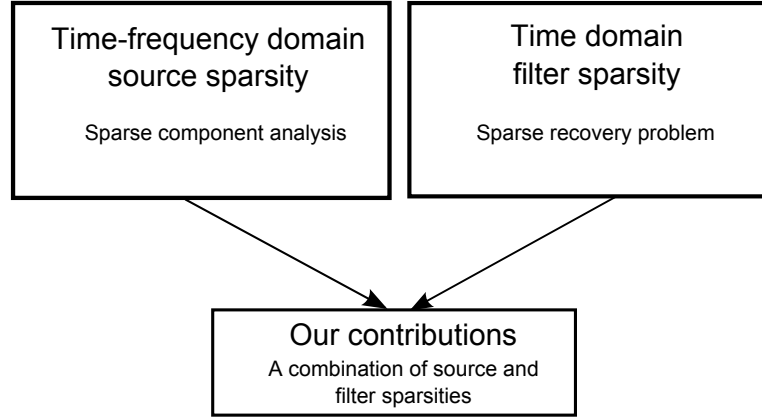 Time-frequency domain
source sparsity
Sparse component analysis
Time domain
filter sparsity
Sparse recovery problem
Our contributions
A combination of source and
filter sparsities